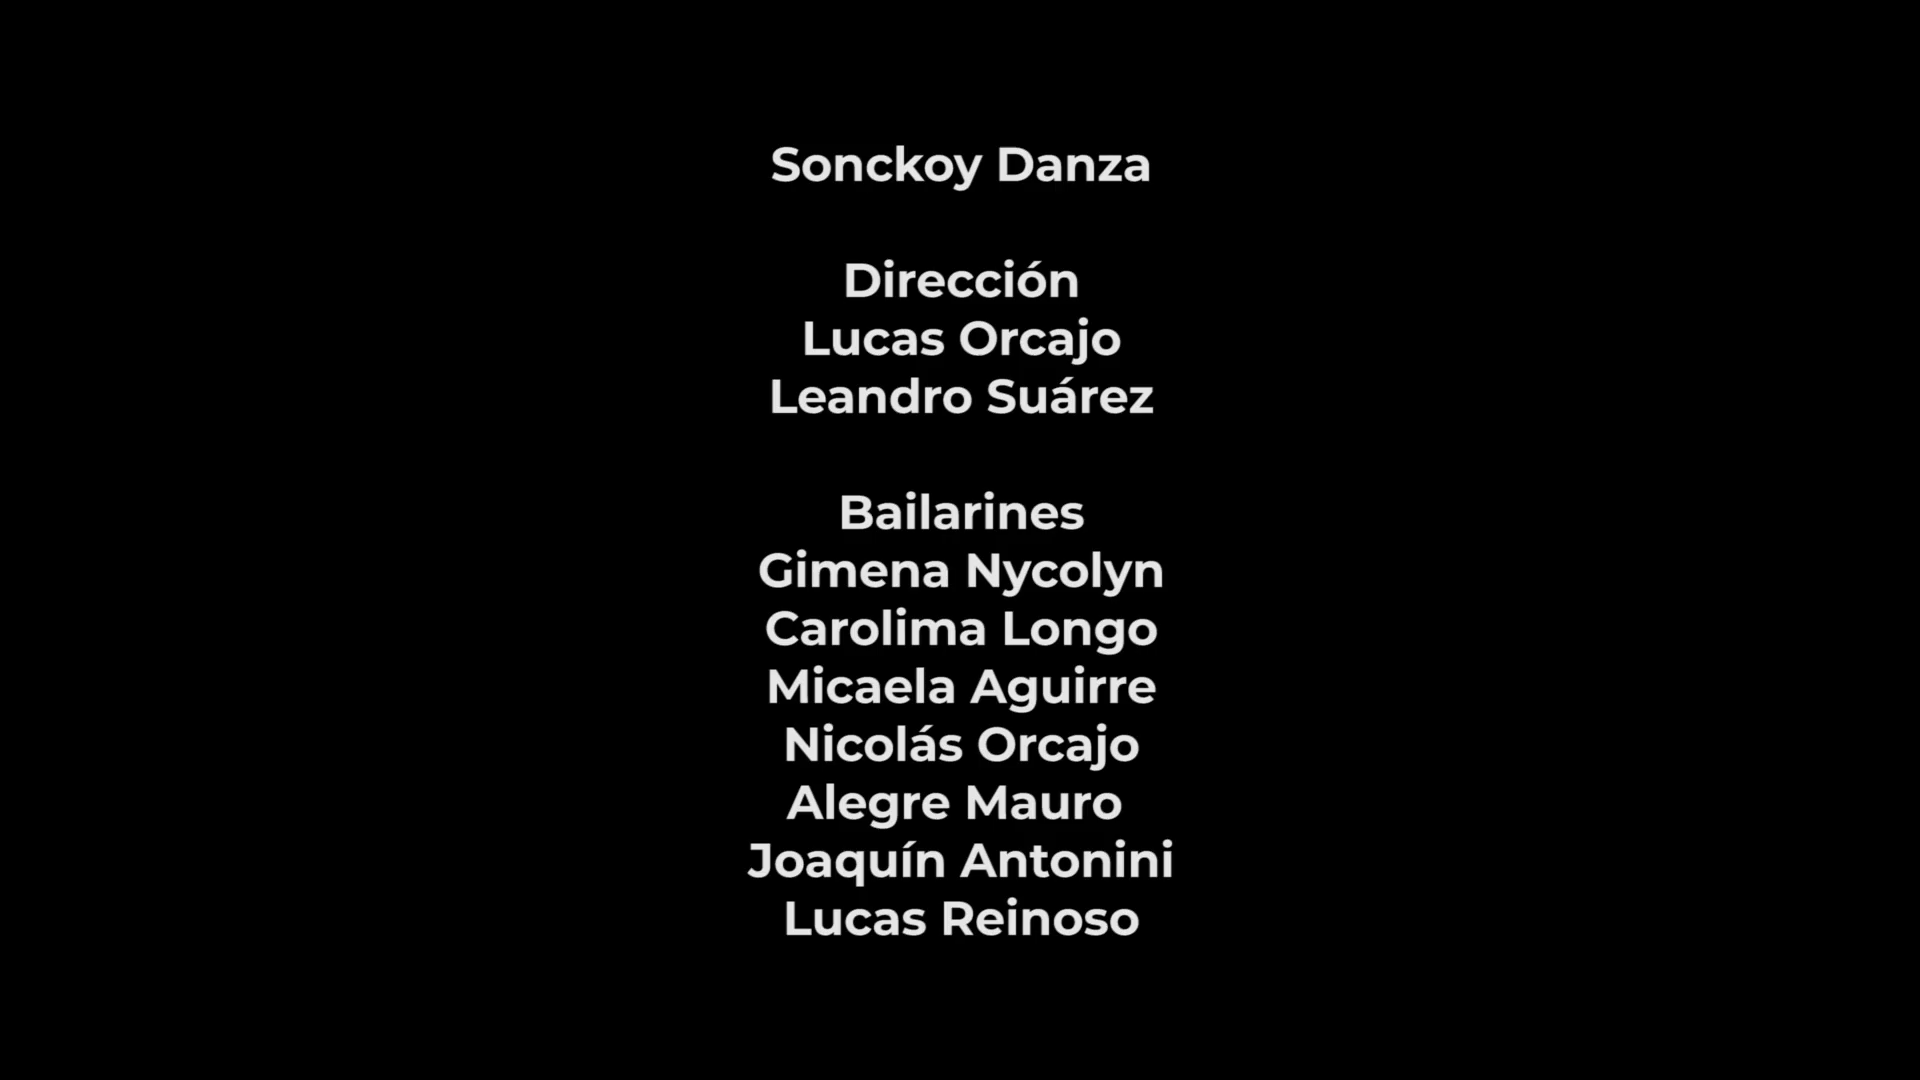 Sonckoy Danza
Dirección
Lucas Orcajo
Leandro Suárez
Bailarines
Gimena Nycolyn
Carolima Longo
Micaela Aguirre
Nicolás Orcajo
Alegre Mauro
Joaquín Antonini
Lucas Reinoso